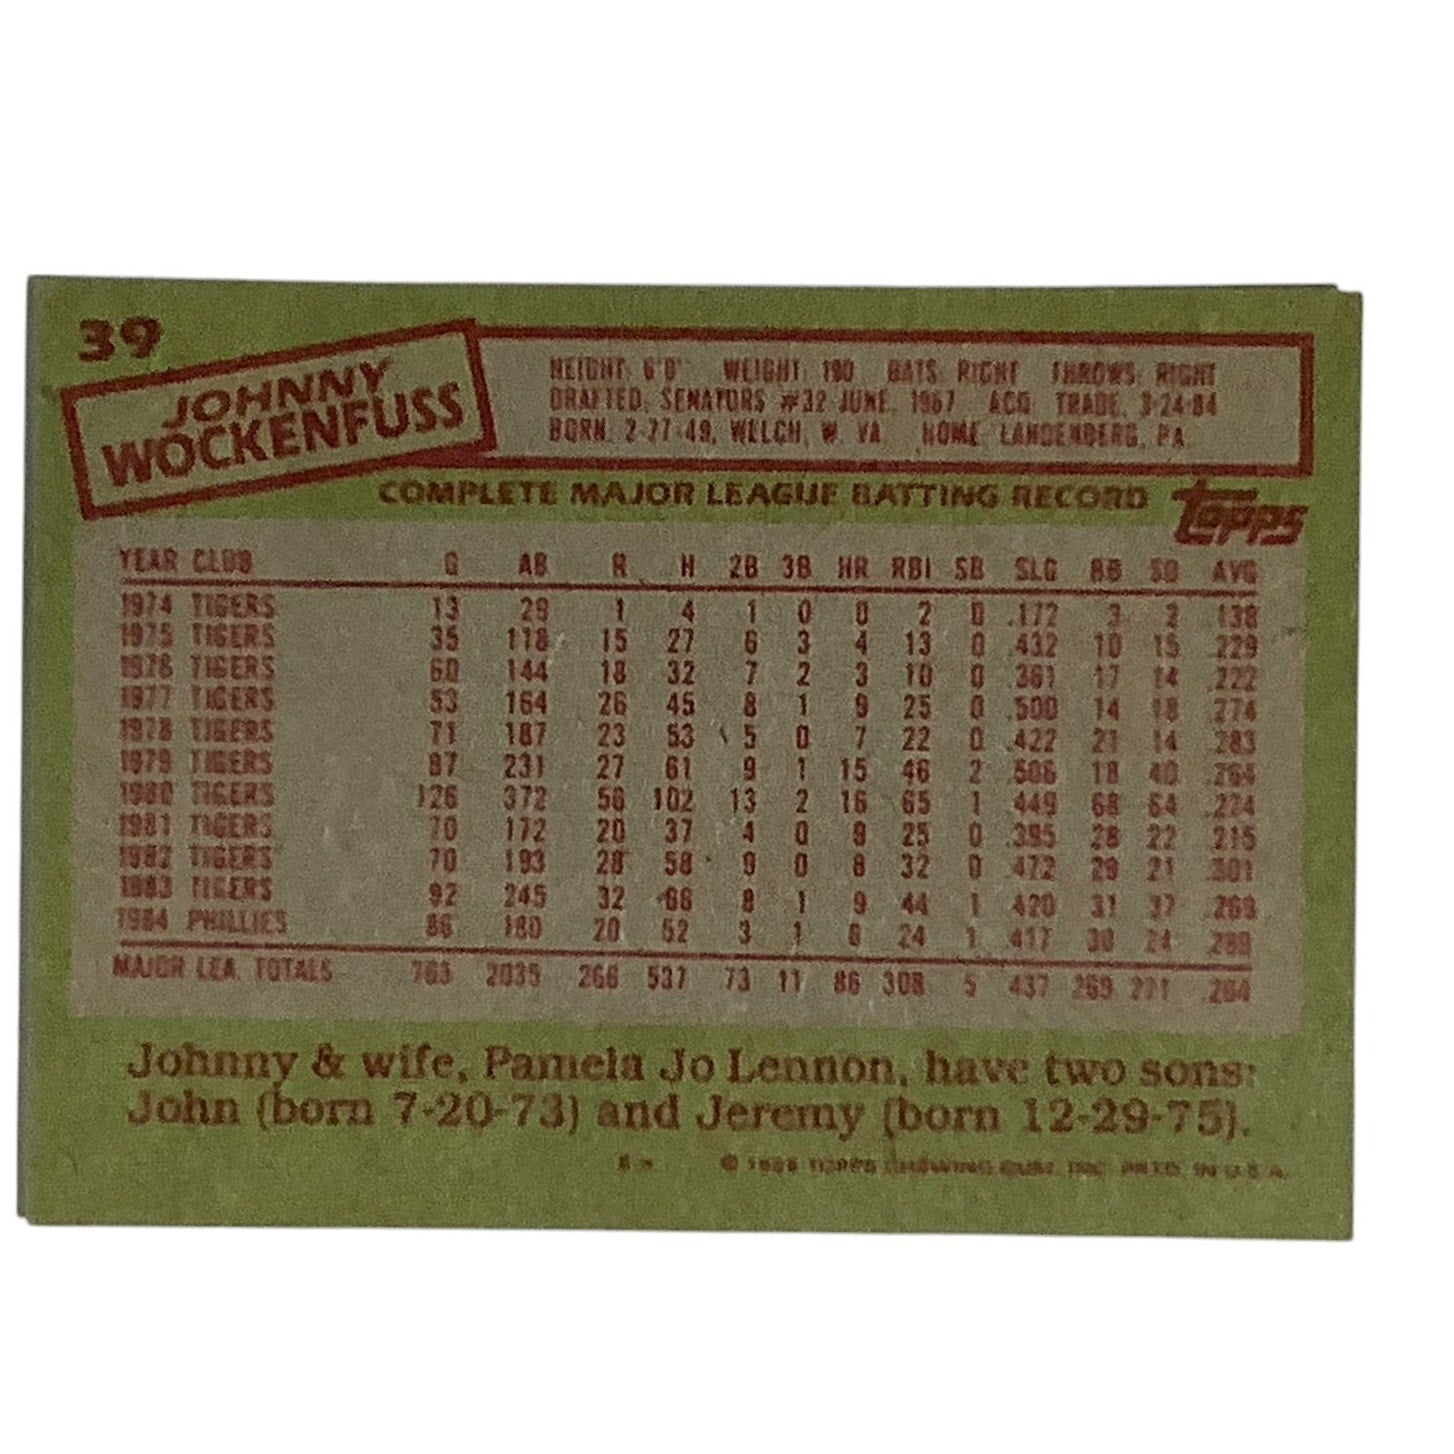 39
JOHNNY
WOCKENFUSS
HEIGHT: 6'0" WEIGHT: 190 BATS: RIGHT THROWS: RIGHT
DRAFTED: SENATORS #32-JUNE, 1967 ACQ: TRADE, 3-24-84
BORN: 2-27-49, WELCH, W. VA. HOME: LANDENBERG, PA.
COMPLETE MAJOR LEAGUE BATTING RECORD
Topps
YEAR CLUB G AB R H 2B 3B HR RBI SB SLG BB SO AVG
1974 TIGERS 13 29 1 4 1 0 0 2 0 .172 3 2 .138
1975 TIGERS 35 118 15 27 6 3 4 13 0 .432 10 15 .229
1976 TIGERS 60 144 18 32 7 2 3 10 0 .361 17 14 .222
1977 TIGERS 53 164 26 45 8 1 9 25 0 .500 14 18 .274
1978 TIGERS 71 187 23 53 5 0 7 22 0 .422 21 14 .283
1979 TIGERS 87 231 27 61 9 1 15 46 2 .506 18 40 .264
1980 TIGERS 126 372 56 102 13 2 16 65 1 .449 68 64 .274
1981 TIGERS 70 172 20 37 4 0 9 25 0 .395 28 22 .215
1982 TIGERS 70 193 28 58 9 0 8 32 0 .472 29 21 .301
1983 TIGERS 92 245 32 66 8 1 9 44 1 .420 31 37 .269
1984 PHILLIES 86 180 20 52 3 1 6 24 1 .417 30 24 .289
MAJOR LEA. TOTALS 763 2035 266 537 73 11 86 308 5 .437 269 271 .264
Johnny & wife, Pamela Jo Lennon, have two sons:
John (born 7-20-73) and Jeremy (born 12-29-75).
© 1985 TOPPS CHEWING GUM, INC. PRTD. IN U.S.A.